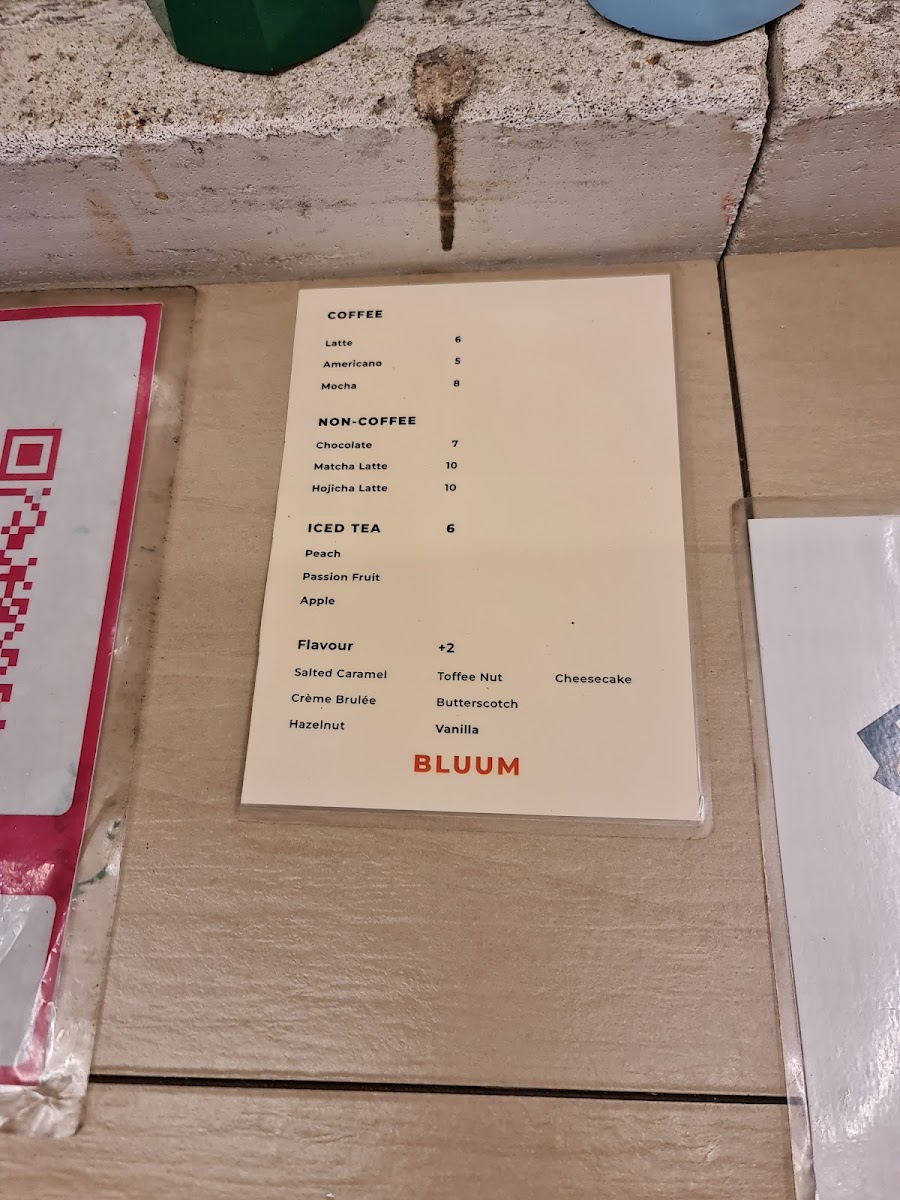 COFFEE
Latte 6
Americano 5
Mocha 8
NON-COFFEE
Chocolate 7
Matcha Latte 10
Hojicha Latte 10
ICED TEA 6
Peach
Passion Fruit
Apple
Flavour +2
Salted Caramel Toffee Nut Cheesecake
Crème Brulée Butterscotch
Hazelnut Vanilla
BLUUM